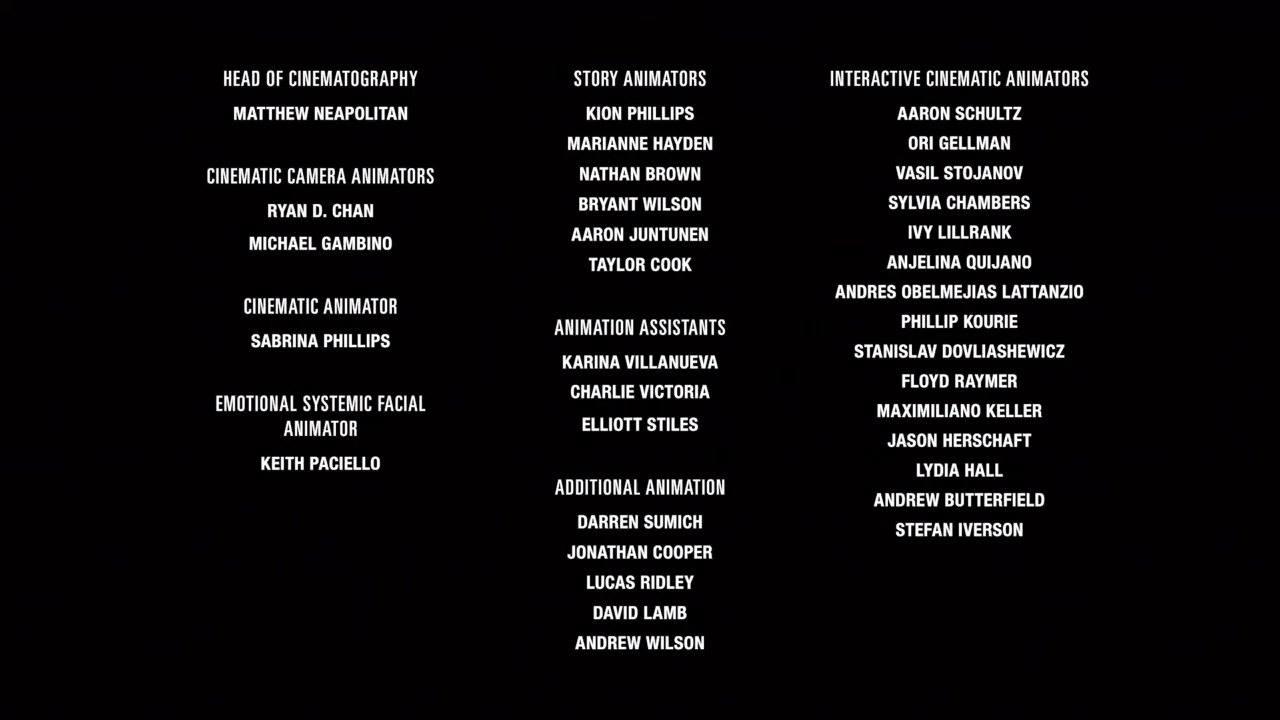 HEAD OF CINEMATOGRAPHY
MATTHEW NEAPOLITAN
CINEMATIC CAMERA ANIMATORS
RYAN D. CHAN
MICHAEL GAMBINO
CINEMATIC ANIMATOR
SABRINA PHILLIPS
EMOTIONAL SYSTEMIC FACIAL
ANIMATOR
KEITH PACIELLO
STORY ANIMATORS
KION PHILLIPS
MARIANNE HAYDEN
NATHAN BROWN
BRYANT WILSON
AARON JUNTUNEN
TAYLOR COOK
ANIMATION ASSISTANTS
KARINA VILLANUEVA
CHARLIE VICTORIA
ELLIOTT STILES
ADDITIONAL ANIMATION
DARREN SUMICH
JONATHAN COOPER
LUCAS RIDLEY
DAVID LAMB
ANDREW WILSON
INTERACTIVE CINEMATIC ANIMATORS
AARON SCHULTZ
ORI GELLMAN
VASIL STOJANOV
SYLVIA CHAMBERS
IVY LILLRANK
ANJELINA QUIJANO
ANDRES OBELMEJIAS LATTANZIO
PHILLIP KOURIE
STANISLAV DOVLIASHEWICZ
FLOYD RAYMER
MAXIMILIANO KELLER
JASON HERSCHAFT
LYDIA HALL
ANDREW BUTTERFIELD
STEFAN IVERSON